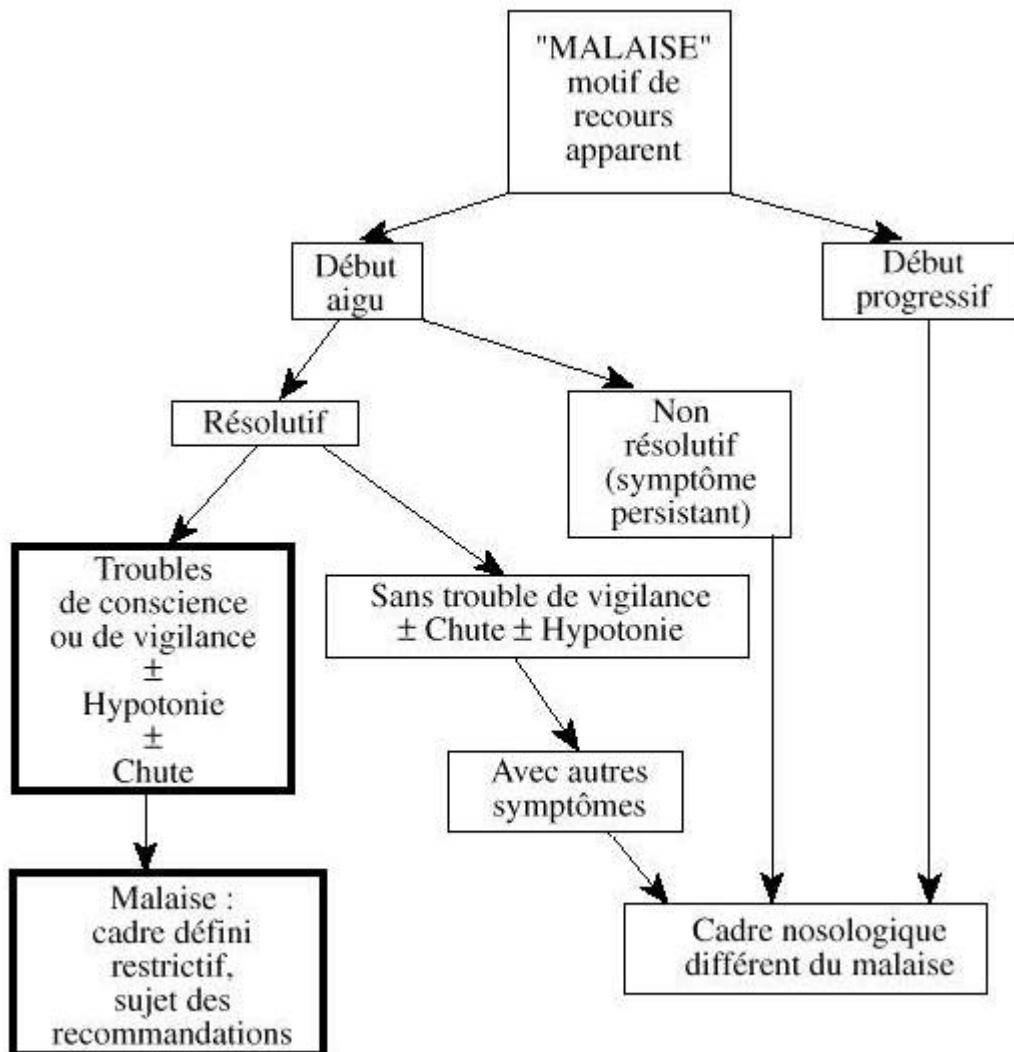 "MALAISE"
motif de
recours
apparent
Début
aigu
Début
progressif
Résolutif
Non
résolutif
(symptôme
persistant)
Troubles
de conscience
ou de vigilance
±
Hypotonie
±
Chute
Sans trouble de vigilance
± Chute ± Hypotonie
Avec autres
symptômes
Malaise :
cadre défini
restrictif,
sujet des
recommandations
Cadre nosologique
différent du malaise